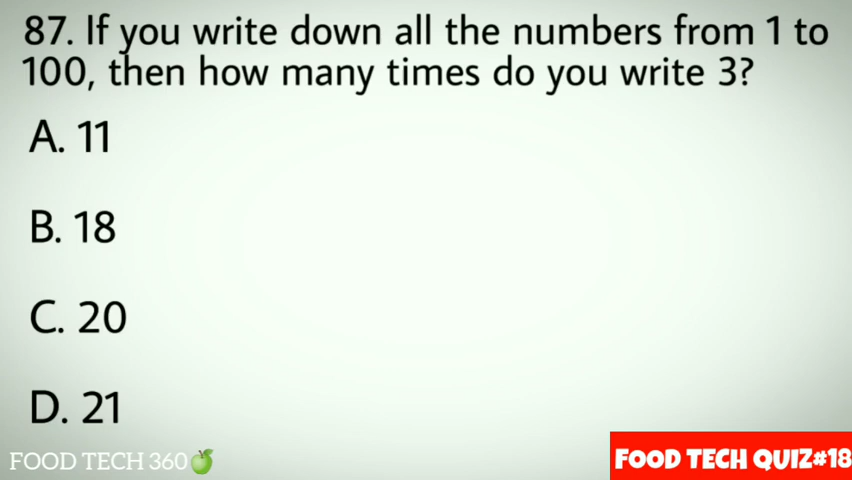 87. If you write down all the numbers from 1 to
100, then how many times do you write 3?
A. 11
B. 18
C. 20
D. 21
FOOD TECH 360
FOOD TECH QUIZ#18